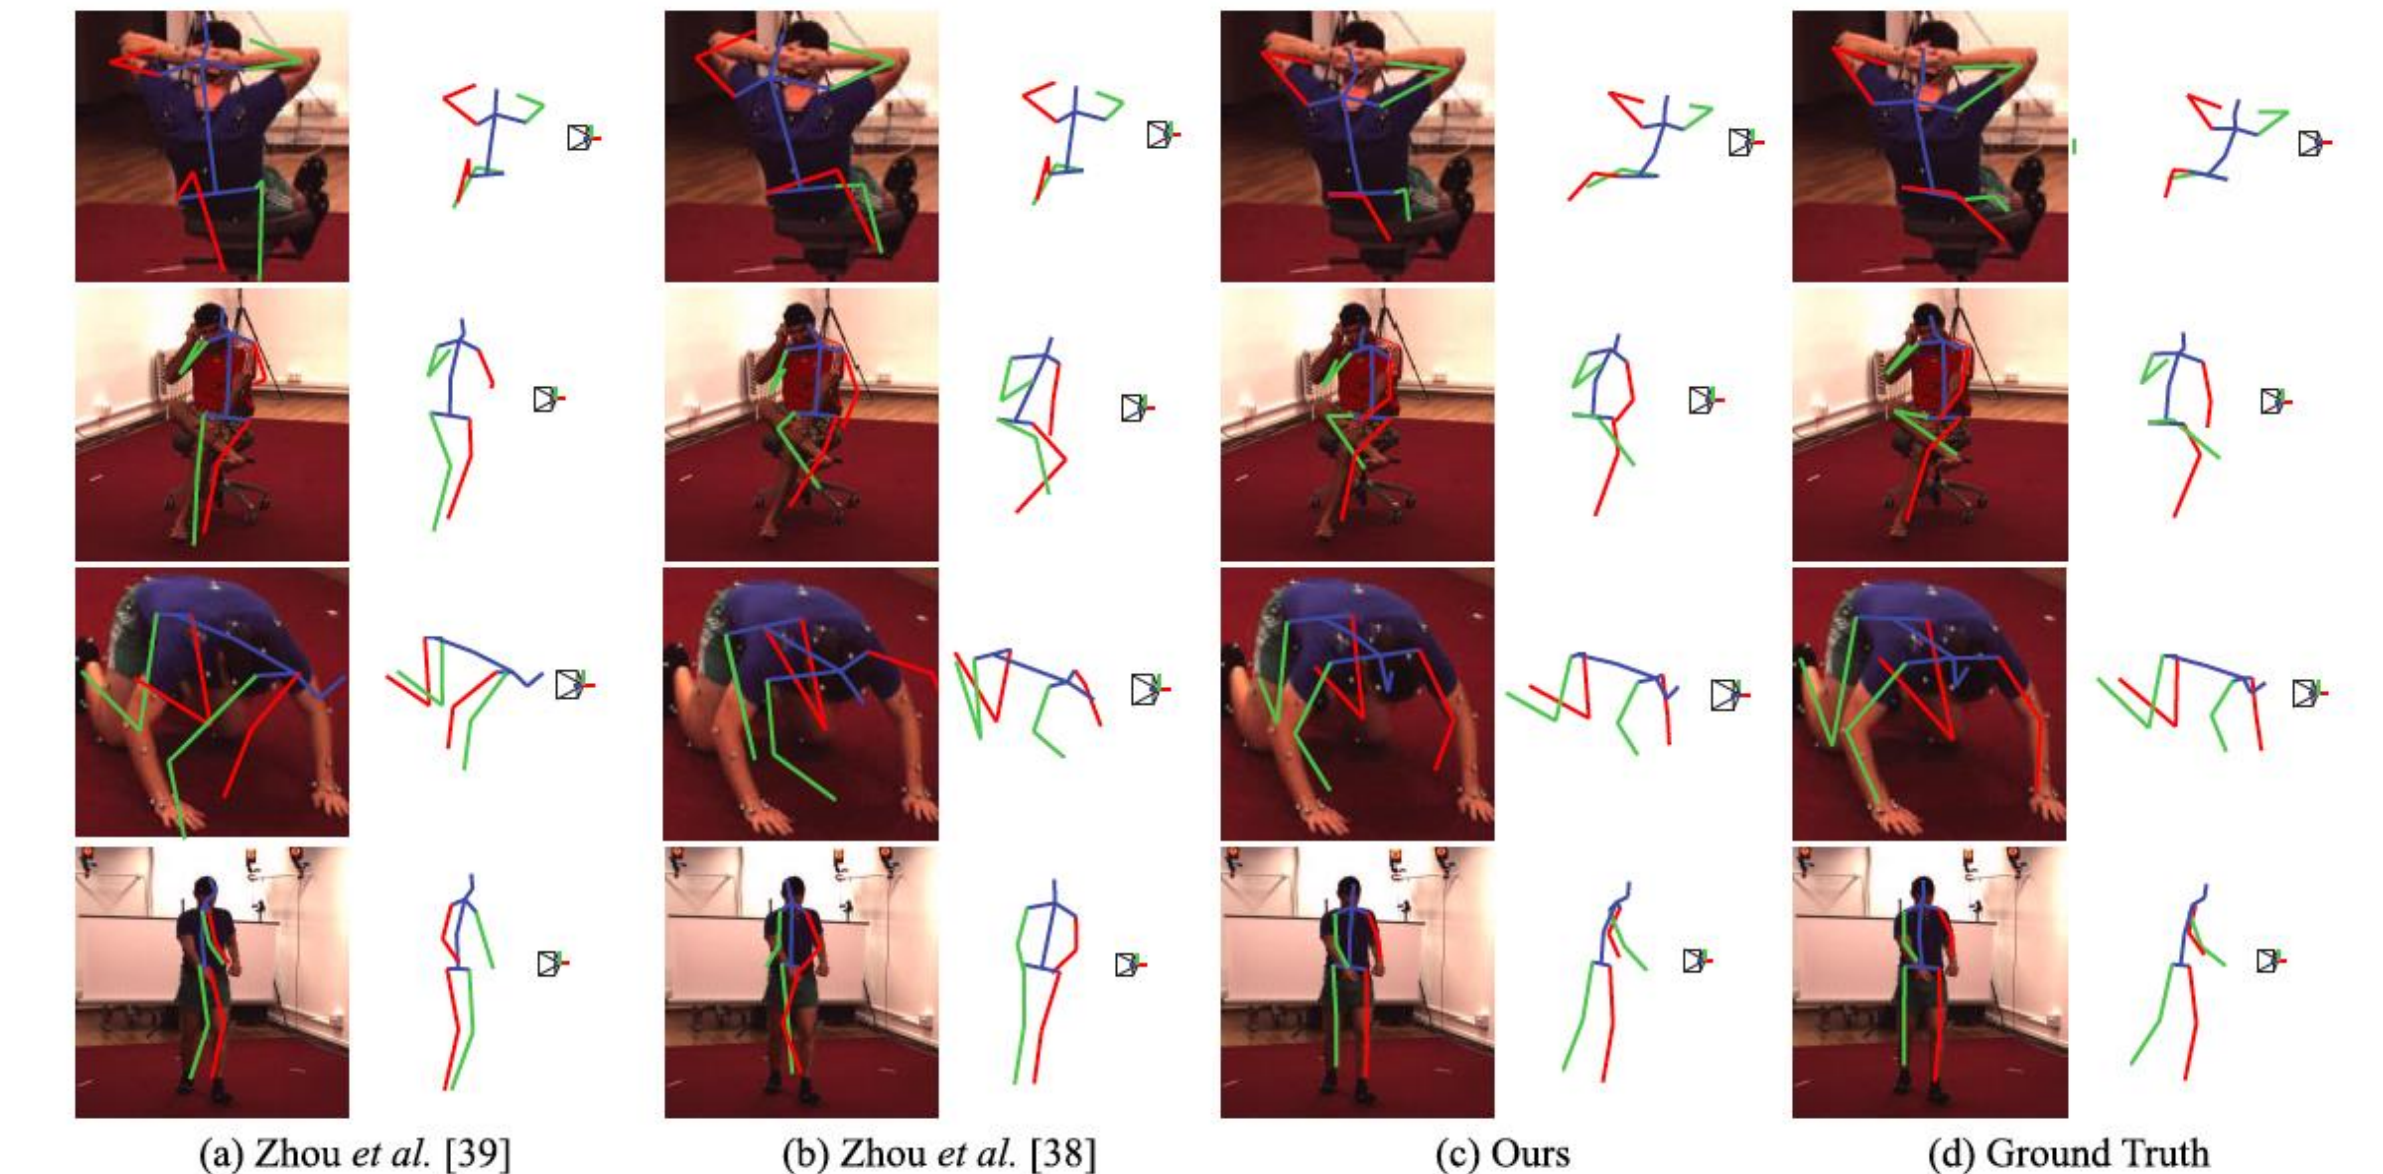 (a) Zhou et al. [39]
(b) Zhou et al. [38]
(c) Ours
(d) Ground Truth